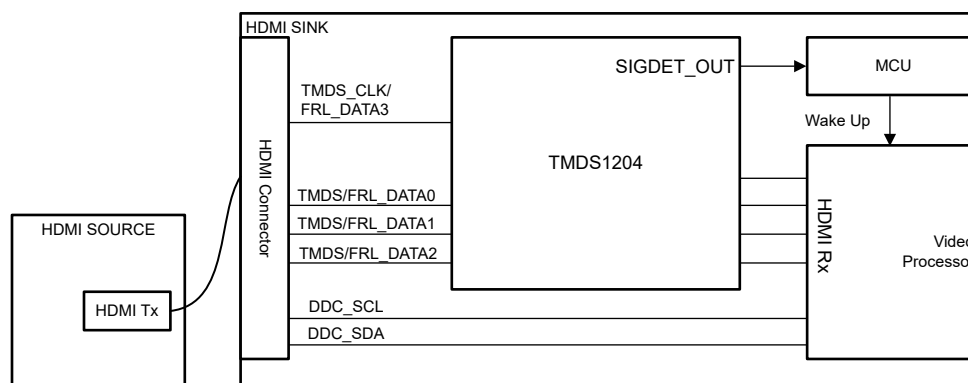 HDMI SINK
SIGDET_OUT
MCU
TMDS_CLK/
FRL_DATA3
Wake Up
HDMI Connector
TMDS1204
TMDS/FRL_DATA0
TMDS/FRL_DATA1
TMDS/FRL_DATA2
HDMI Rx
HDMI SOURCE
HDMI Tx
DDC_SCL
DDC_SDA